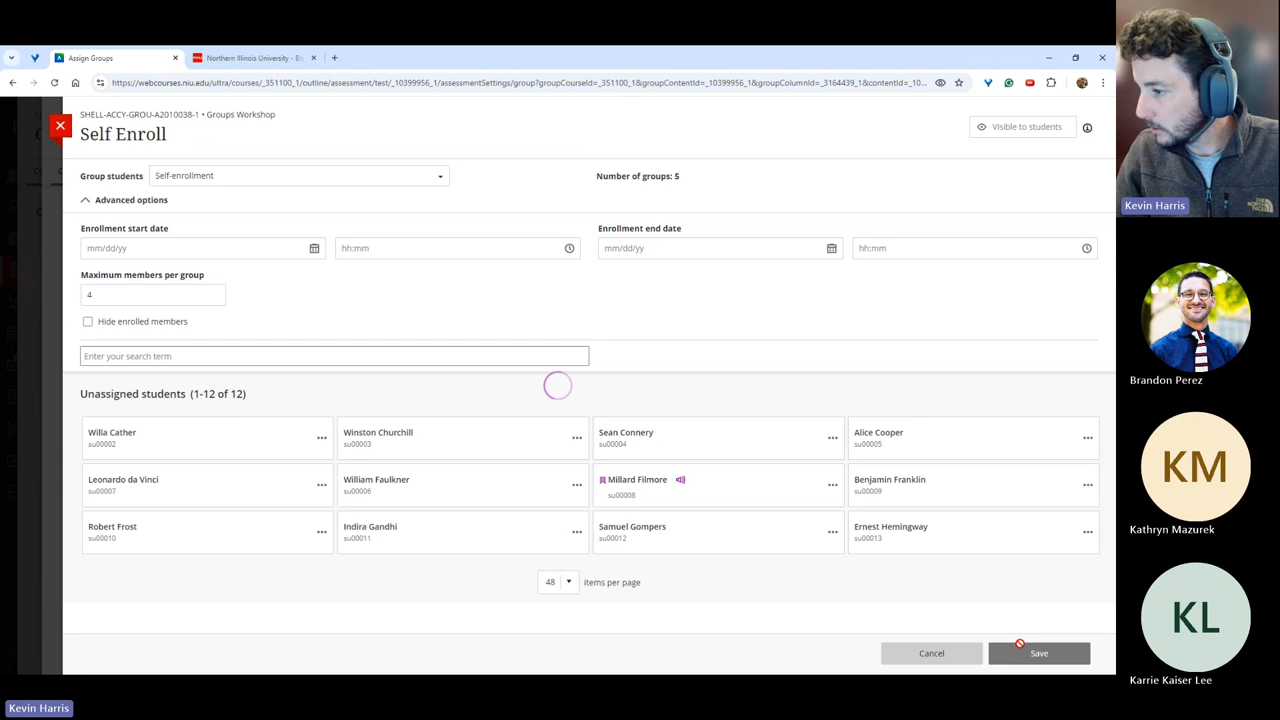 Assign Groups
Northern Illinois University - Bl
https://webcourses.niu.edu/ultra/courses/_351100_1/outline/assessment/test/_10399956_1/assessmentSettings/group?groupCourseId=_351100_1&groupContentId=_10399956_1&groupColumnId=_3164439_1&contentId=_10...
SHELL-ACCY-GROU-A2010038-1 • Groups Workshop
Self Enroll
Visible to students
Group students
Self-enrollment
Number of groups: 5
Advanced options
Enrollment start date
Enrollment end date
mm/dd/yy
hh:mm
mm/dd/yy
hh:mm
Maximum members per group
4
Hide enrolled members
Enter your search term
Unassigned students (1-12 of 12)
Willa Cather
su00002
Winston Churchill
su00003
Sean Connery
su00004
Alice Cooper
su00005
Leonardo da Vinci
su00007
William Faulkner
su00006
Millard Filmore
su00008
Benjamin Franklin
su00009
Robert Frost
su00010
Indira Gandhi
su00011
Samuel Gompers
su00012
Ernest Hemingway
su00013
48
items per page
Cancel
Save
Kevin Harris
Kevin Harris
Brandon Perez
KM
Kathryn Mazurek
KL
Karrie Kaiser Lee